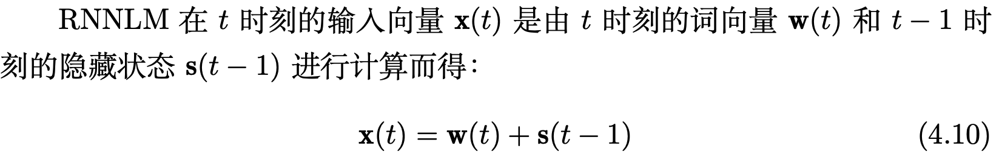 RNNLM 在 t 时刻的输入向量 x(t) 是由 t 时刻的词向量 w(t) 和 t − 1 时
刻的隐藏状态 s(t − 1) 进行计算而得：
x(t) = w(t) + s(t − 1) (4.10)